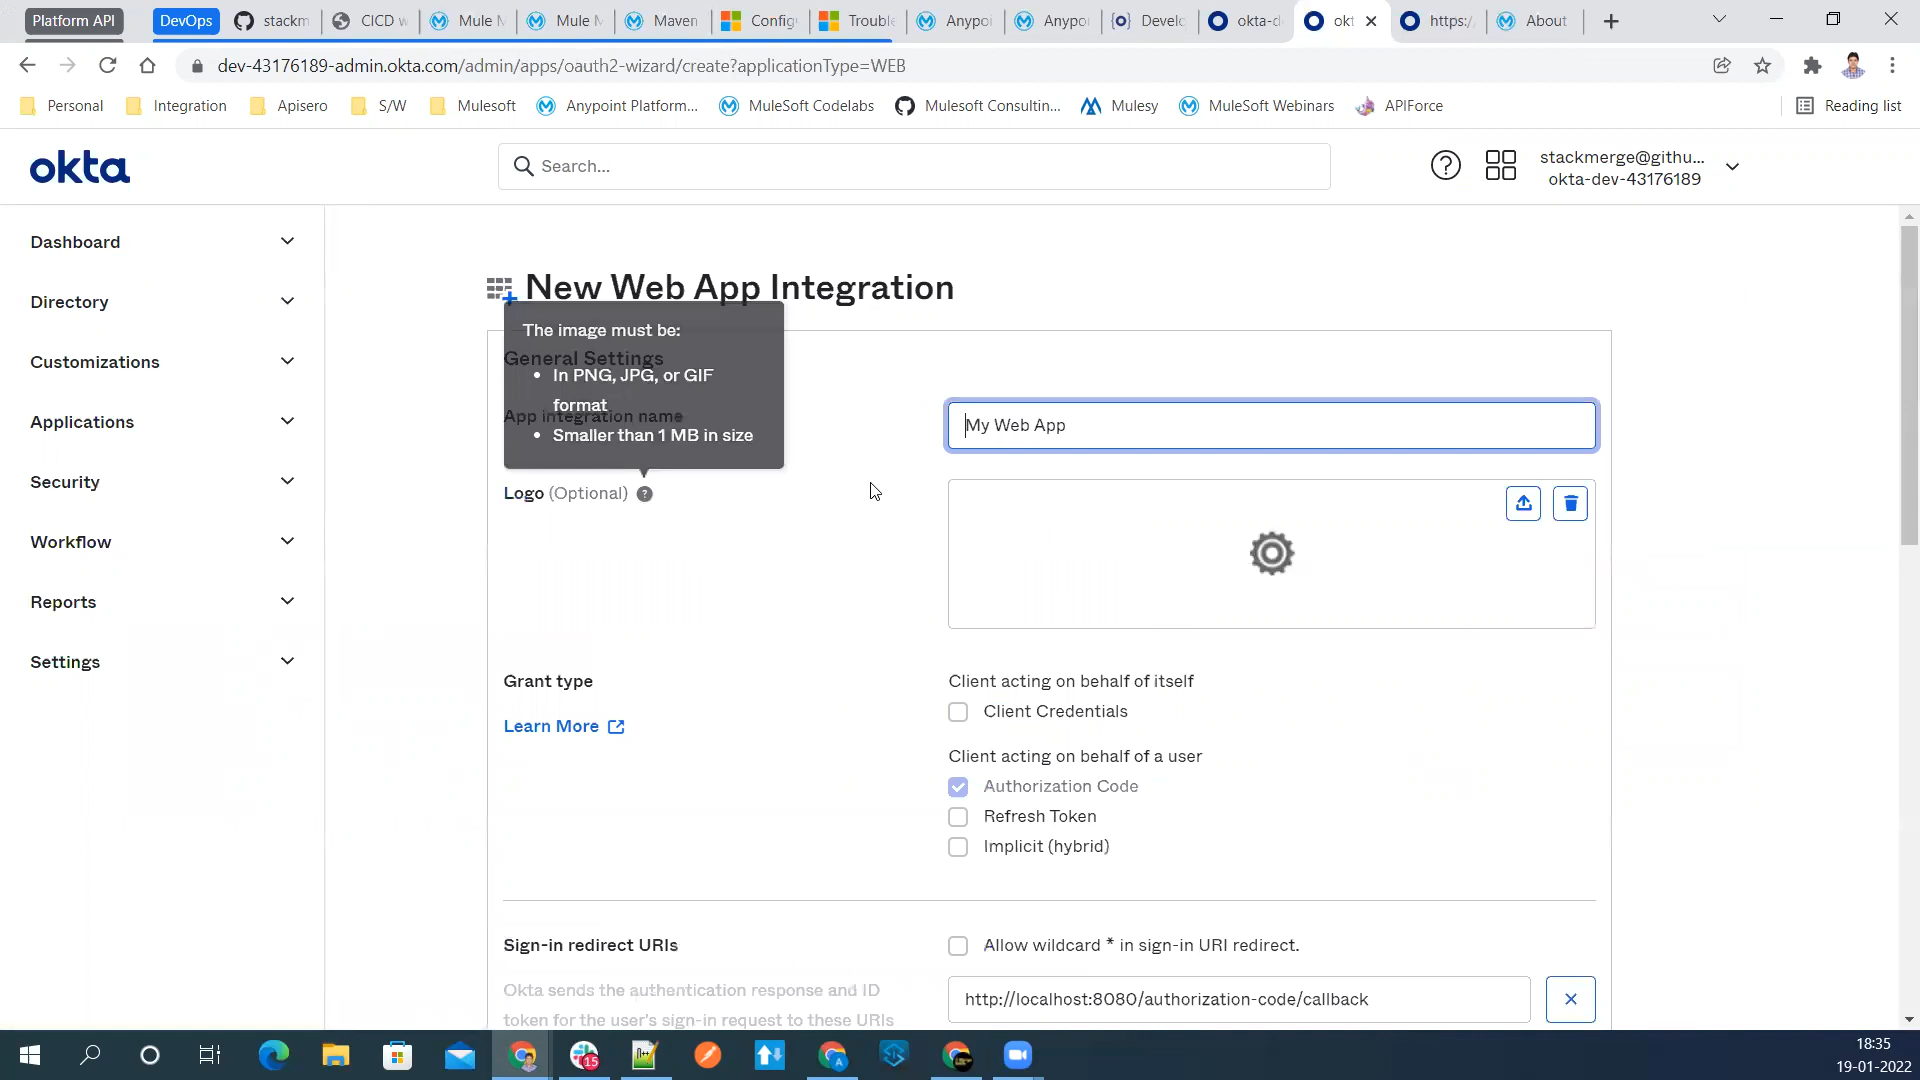 Platform API
DevOps
stackm
CICD w
Mule M
Mule M
Maven
Config
Trouble
Anypoi
Anypoi
Develo
okta-d
okt
https:/
About
dev-43176189-admin.okta.com/admin/apps/oauth2-wizard/create?applicationType=WEB
Personal
Integration
Apisero
S/W
Mulesoft
Anypoint Platform...
MuleSoft Codelabs
Mulesoft Consultin...
Mulesy
MuleSoft Webinars
APIForce
Reading list
okta
Search...
stackmerge@githu...
okta-dev-43176189
Dashboard
Directory
Customizations
Applications
Security
Workflow
Reports
Settings
New Web App Integration
The image must be:
General Settings
• In PNG, JPG, or GIF
format
App integration name
• Smaller than 1 MB in size
My Web App
Logo (Optional) ?
Grant type
Learn More
Client acting on behalf of itself
Client Credentials
Client acting on behalf of a user
Authorization Code
Refresh Token
Implicit (hybrid)
Sign-in redirect URIs
Okta sends the authentication response and ID
token for the user's sign-in request to these URIs
Allow wildcard * in sign-in URI redirect.
http://localhost:8080/authorization-code/callback
15
18:35
19-01-2022